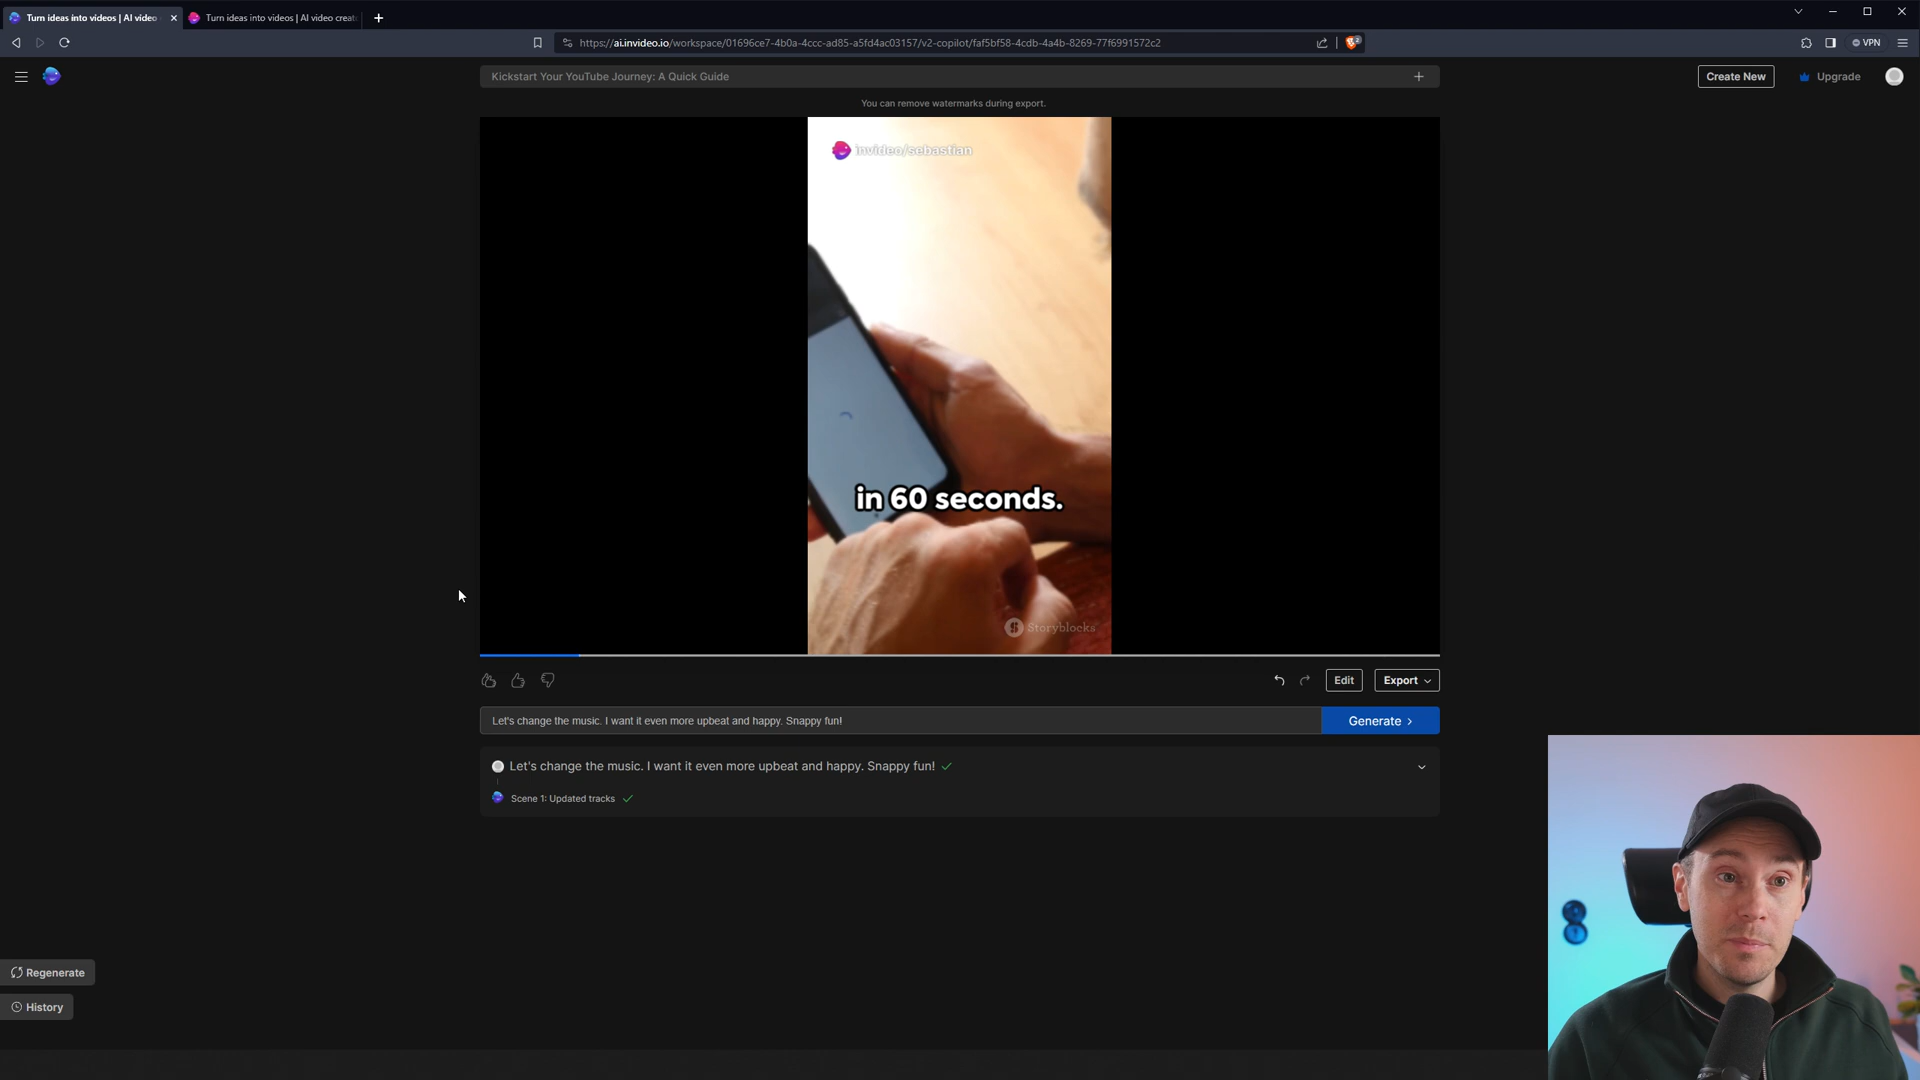 Turn ideas into videos | AI video
Turn ideas into videos | AI video creat
https://ai.invideo.io/workspace/01696ce7-4b0a-4ccc-ad85-a5fd4ac03157/v2-copilot/faf5bf58-4cdb-4a4b-8269-77f6991572c2
VPN
Kickstart Your YouTube Journey: A Quick Guide
Create New
Upgrade
You can remove watermarks during export.
invideo/sebastian
in 60 seconds.
Storyblocks
Edit
Export
Let's change the music. I want it even more upbeat and happy. Snappy fun!
Generate
Let's change the music. I want it even more upbeat and happy. Snappy fun!
Scene 1: Updated tracks
Regenerate
History